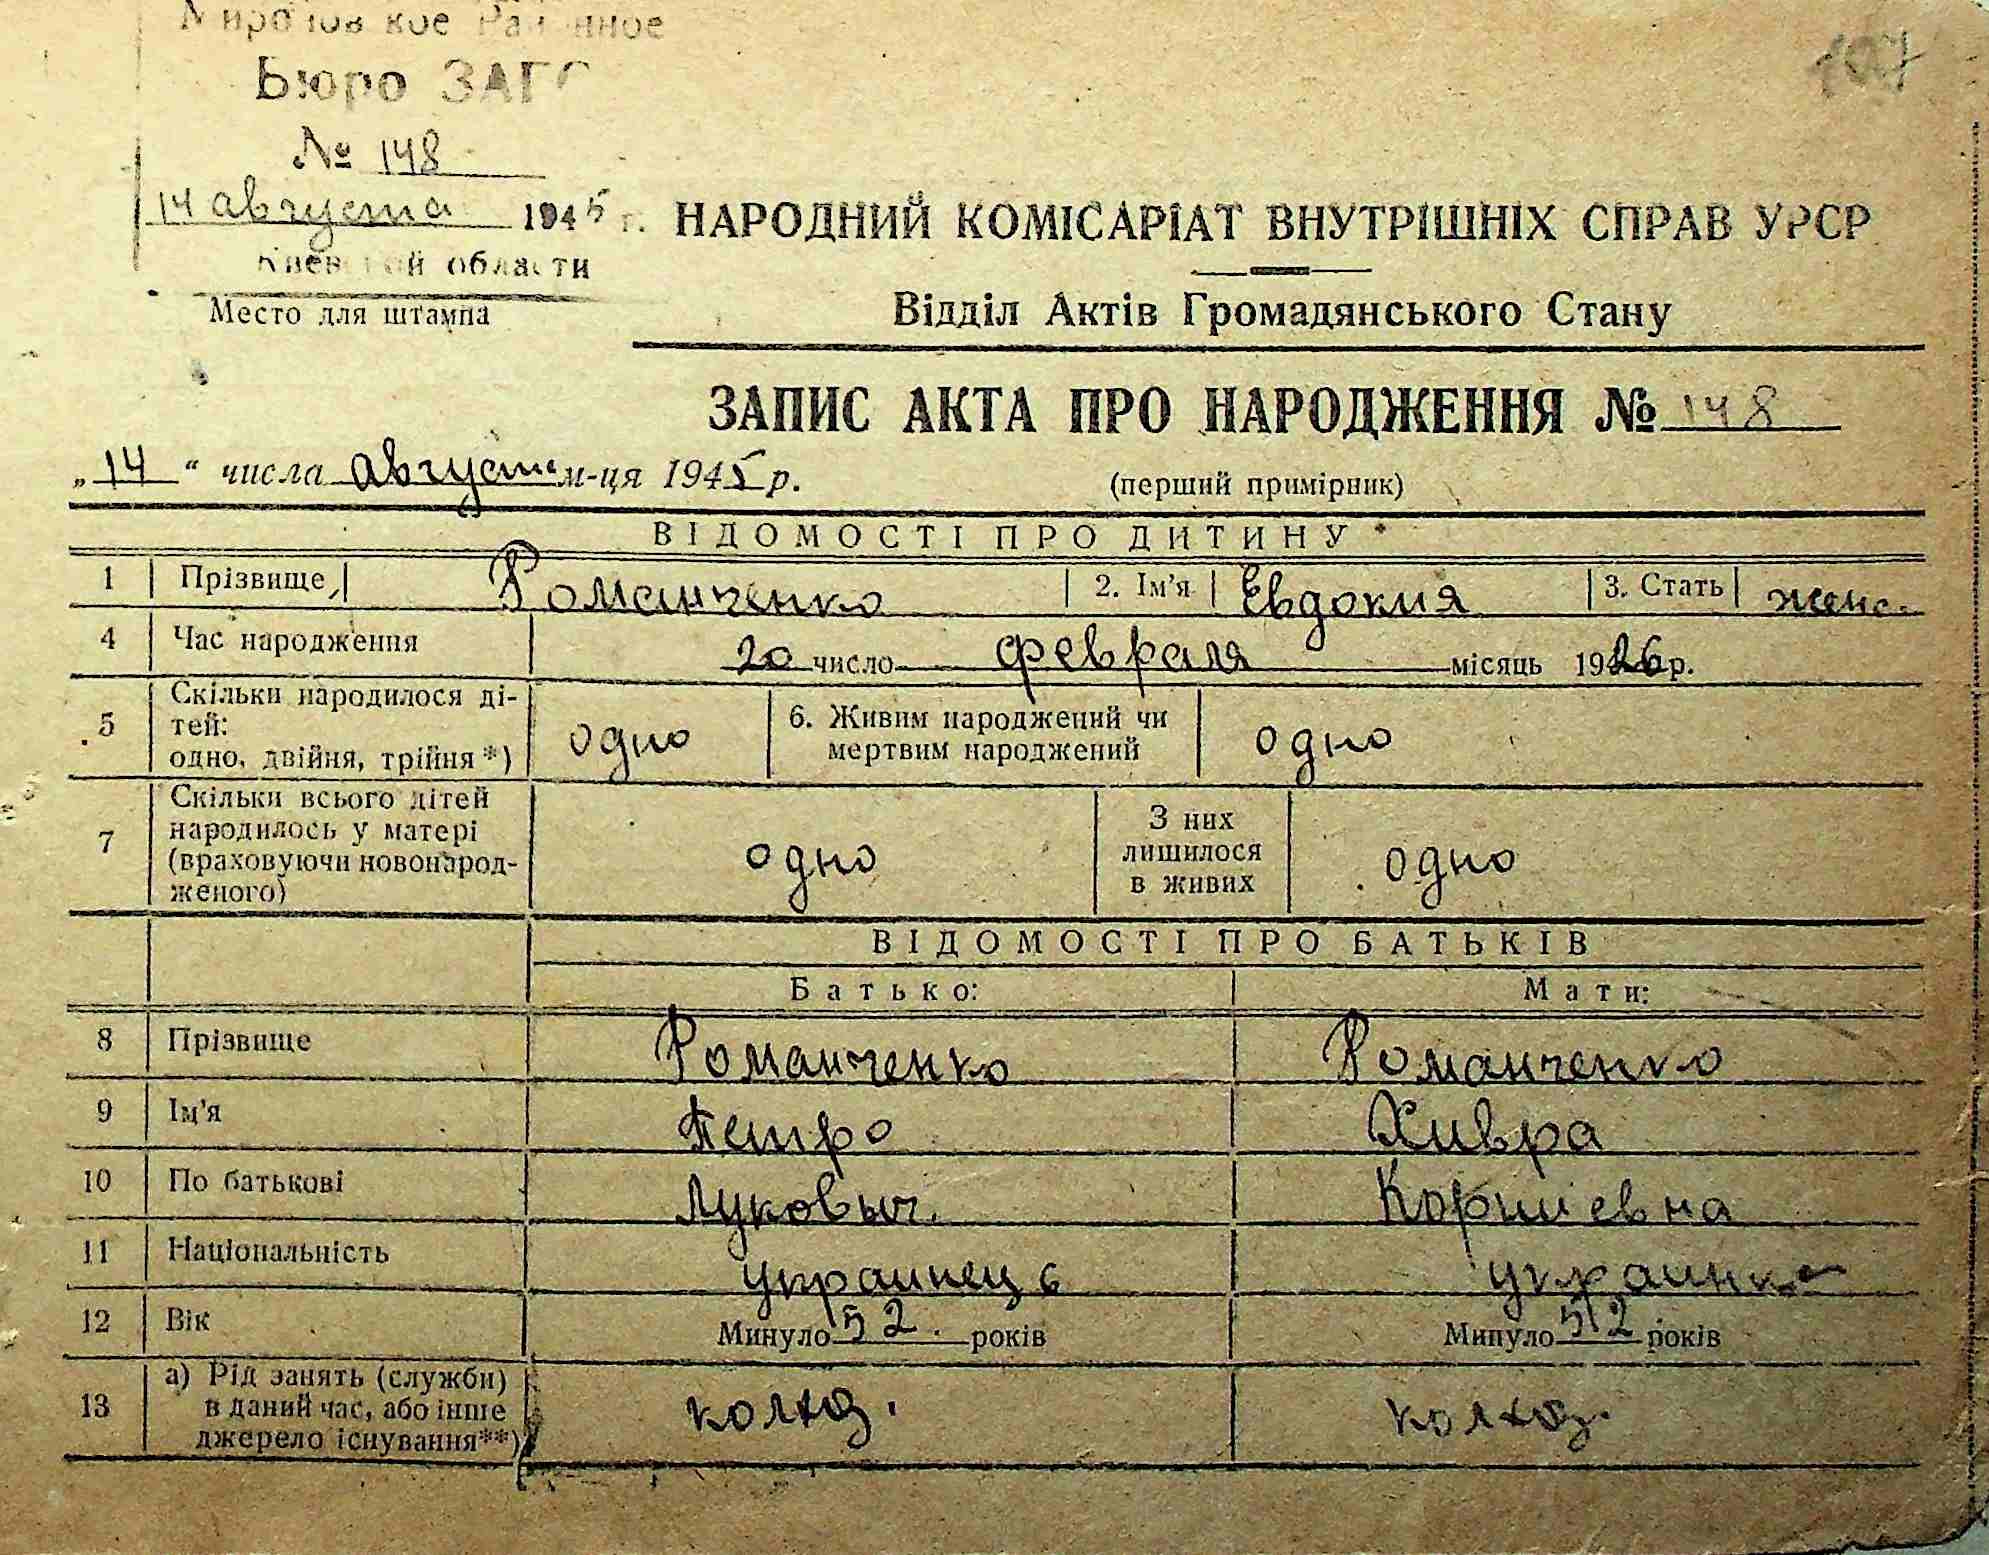 Бюро ЗАГС
№ 148
14 августа 1945 г.
Киевской области
Место для штампа
НАРОДНИЙ КОМІСАРІАТ ВНУТРІШНІХ СПРАВ УРСР
Відділ Актів Громадянського Стану
ЗАПИС АКТА ПРО НАРОДЖЕННЯ № 148
„14“ числа августа м-ця 1945 р.
(перший примірник)
ВІДОМОСТІ ПРО ДИТИНУ
1 Прізвище Романченко 2. Ім'я Евдокия 3. Стать женс.
4 Час народження 20 число февраля місяць 1926 р.
5 Скільки народилося ді-
тей:
одно, двійня, трійня*) одно
6. Живим народжений чи
мертвим народжений одно
7 Скільки всього дітей
народилось у матері
(враховуючи новонарод-
женого) одно
З них
лишилося
в живих одно
ВІДОМОСТІ ПРО БАТЬКІВ
Батько: Мати:
8 Прізвище Романченко Романченко
9 Ім'я Петро Хивра
10 По батькові Лукович. Корниевна
11 Національність украинець украинка
12 Вік Минуло 52 років Минуло 52 років
13 а) Рід занять (служби)
в даний час, або інше
джерело існування**) колхоз. колхоз.